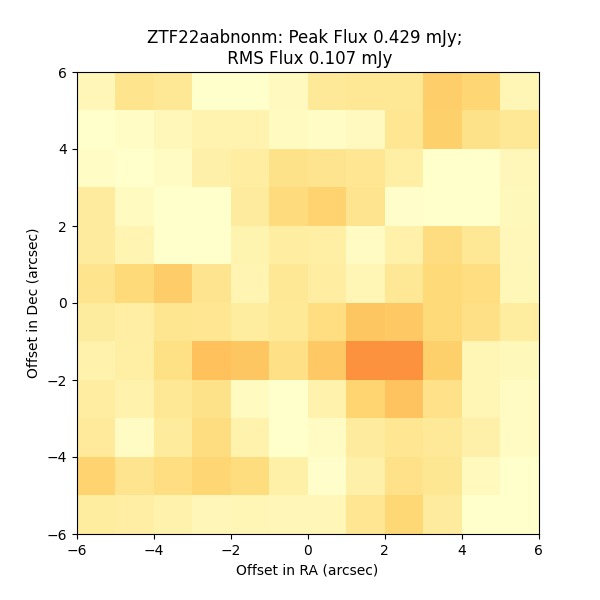 ZTF22aabnonm: Peak Flux 0.429 mJy;
RMS Flux 0.107 mJy
6
4
2
0
−2
−4
−6
Offset in Dec (arcsec)
−6 −4 −2 0 2 4 6
Offset in RA (arcsec)